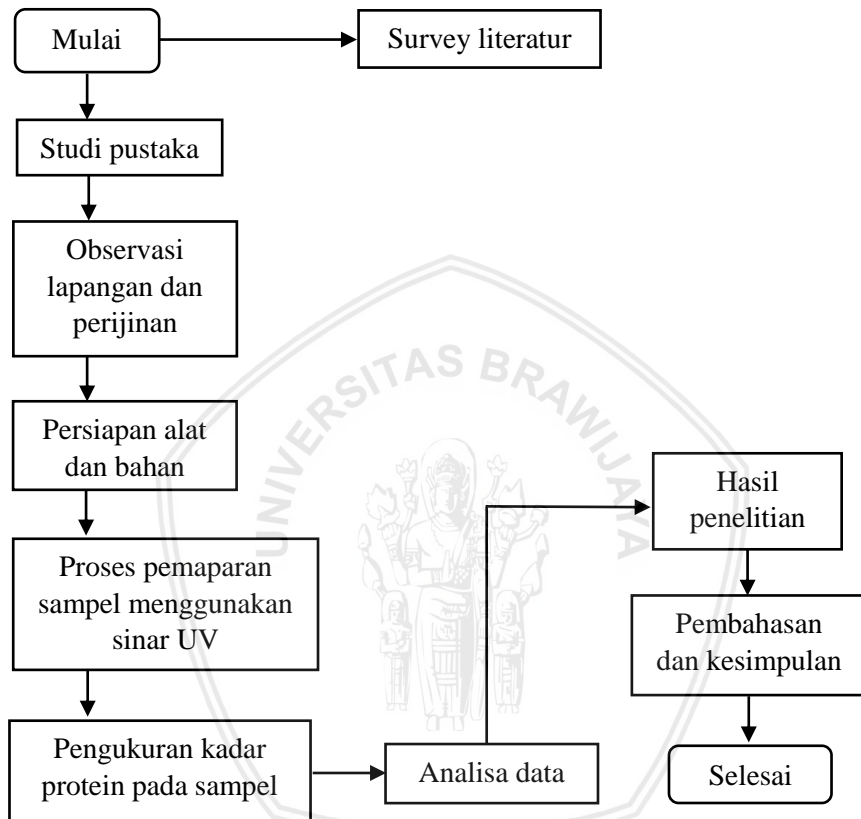 Mulai
Survey literatur
Studi pustaka
Observasi
lapangan dan
perijinan
Persiapan alat
dan bahan
Proses pemaparan
sampel menggunakan
sinar UV
Pengukuran kadar
protein pada sampel
Analisa data
Hasil
penelitian
Pembahasan
dan kesimpulan
Selesai
UNIVERSITAS BRAWIJAYA